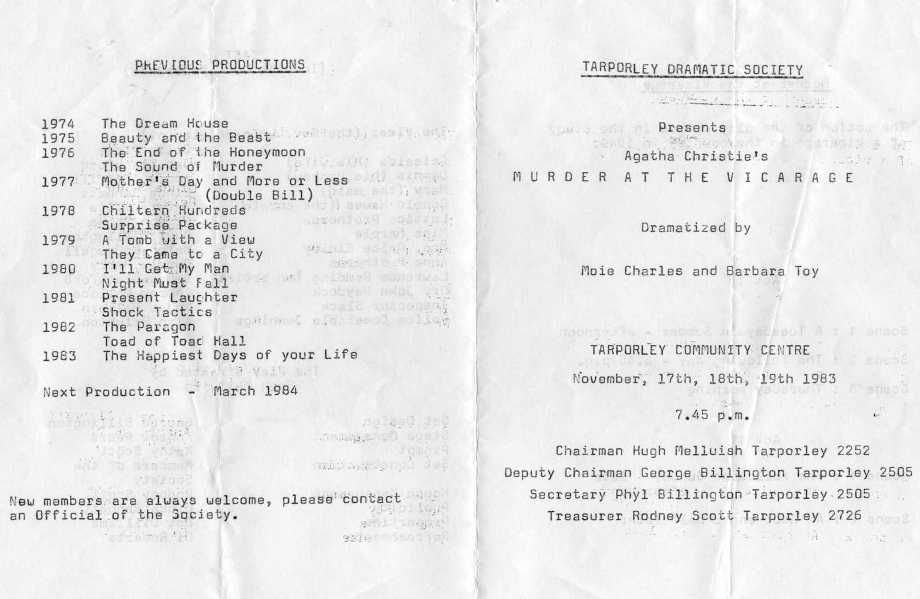 PREVIOUS PRODUCTIONS
1974 The Dream House
1975 Beauty and the Beast
1976 The End of the Honeymoon
The Sound of Murder
1977 Mother's Day and More or Less
(Double Bill)
1978 Chiltern Hundreds
Surprise Package
1979 A Tomb with a View
They Came to a City
1980 I'll Get My Man
Night Must Fall
1981 Present Laughter
Shock Tactics
1982 The Paragon
Toad of Toad Hall
1983 The Happiest Days of your Life
Next Production - March 1984
New members are always welcome, please contact
an Official of the Society.
TARPORLEY DRAMATIC SOCIETY
Presents
Agatha Christie's
MURDER AT THE VICARAGE
Dramatized by
Moie Charles and Barbara Toy
TARPORLEY COMMUNITY CENTRE
November, 17th, 18th, 19th 1983
7.45 p.m.
Chairman Hugh Melluish Tarporley 2252
Deputy Chairman George Billington Tarporley 2505
Secretary Phyl Billington Tarporley 2505
Treasurer Rodney Scott Tarporley 2726